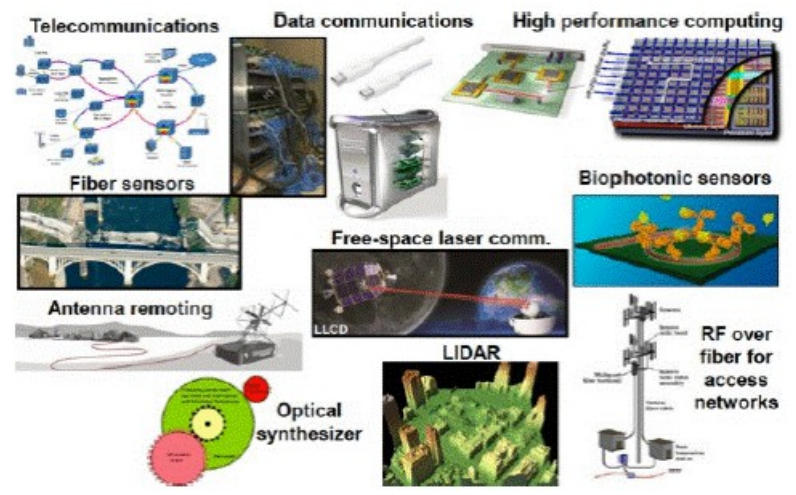 Telecommunications
Data communications
High performance computing
Fiber sensors
Biophotonic sensors
Free-space laser comm.
Antenna remoting
LLCD
LIDAR
RF over
fiber for
access
networks
Optical
synthesizer